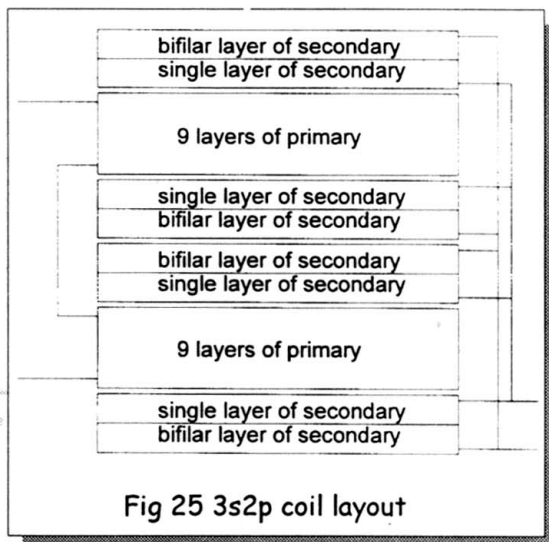 bifilar layer of secondary
single layer of secondary
9 layers of primary
single layer of secondary
bifilar layer of secondary
bifilar layer of secondary
single layer of secondary
9 layers of primary
single layer of secondary
bifilar layer of secondary
Fig 25 3s2p coil layout